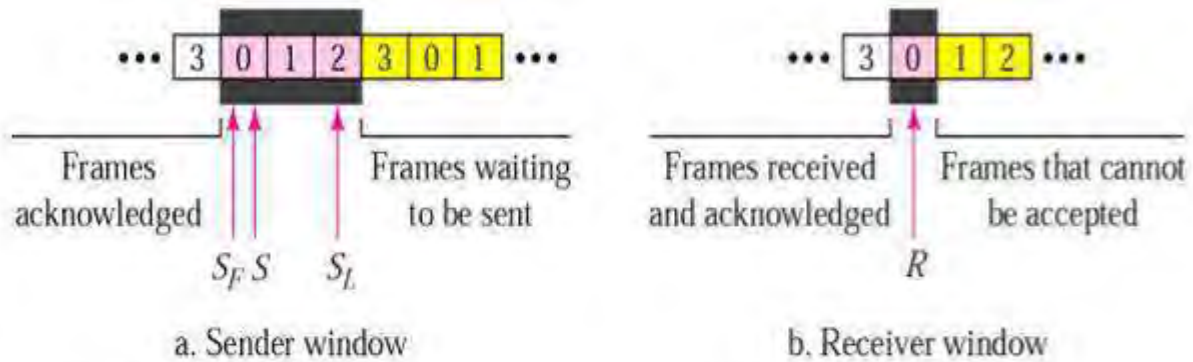 ••• 3 0 1 2 3 0 1 •••
Frames acknowledged
Frames waiting to be sent
S_F S S_L
a. Sender window
••• 3 0 1 2 •••
Frames received and acknowledged
Frames that cannot be accepted
R
b. Receiver window